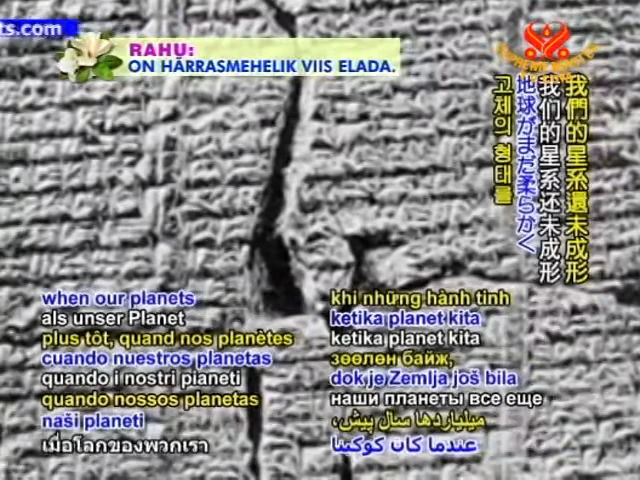 ts.com
RAHU:
ON HÄRRASMEHELIK VIIS ELADA.
我們的星系還未成形
我们的星系还未成形
地球がまだ柔らかく
고체의 형태를
when our planets
als unser Planet
plus tôt, quand nos planètes
cuando nuestros planetas
quando i nostri pianeti
quando nossos planetas
naši planeti
เมื่อโลกของพวกเรา
khi những hành tinh
ketika planet kita
ketika planet kita
зөөлөн байж,
dok je Zemlja još bila
наши планеты все еще
میلیاردها سال پیش،
عندما كان كوكبنا